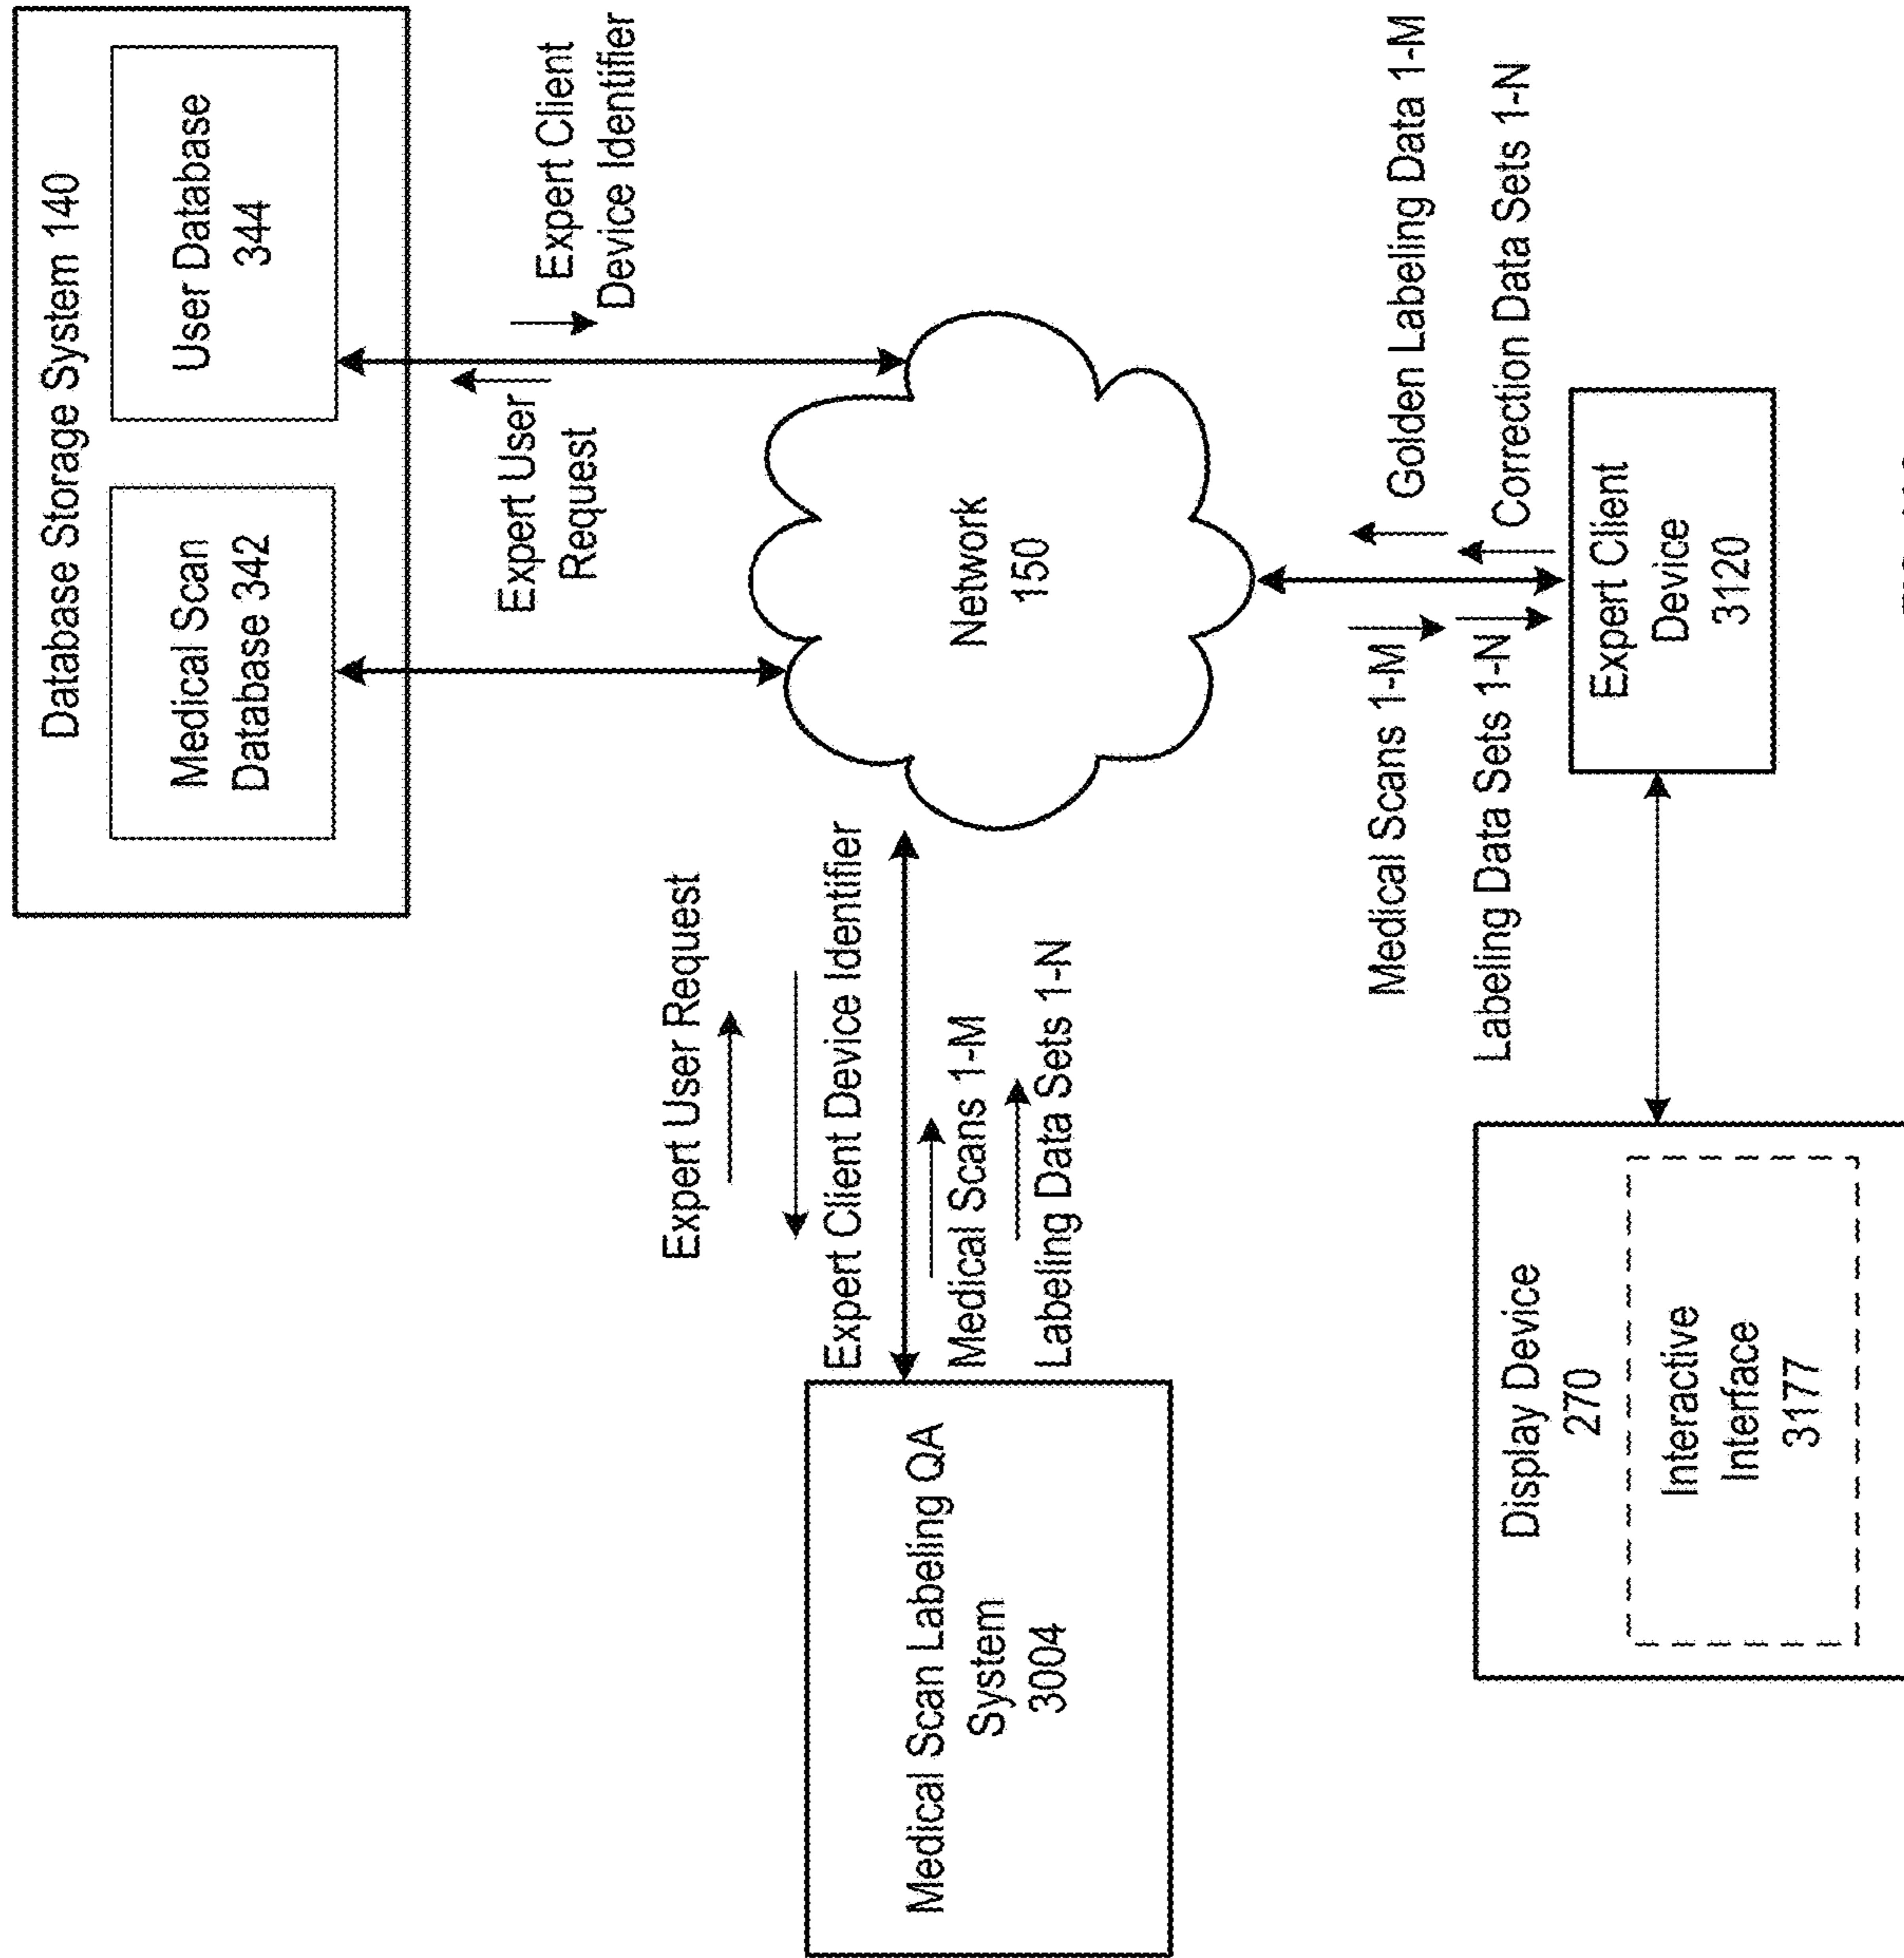 Database Storage System 140
Medical Scan
Database 342
User Database
344
Expert User
Request
Expert Client
Device Identifier
Expert User Request
Expert Client Device Identifier
Medical Scans 1-M
Labeling Data Sets 1-N
Network
150
Medical Scan Labeling QA
System
3004
Medical Scans 1-M
Labeling Data Sets 1-N
Golden Labeling Data 1-M
Correction Data Sets 1-N
Display Device
270
Interactive
Interface
3177
Expert Client
Device
3120